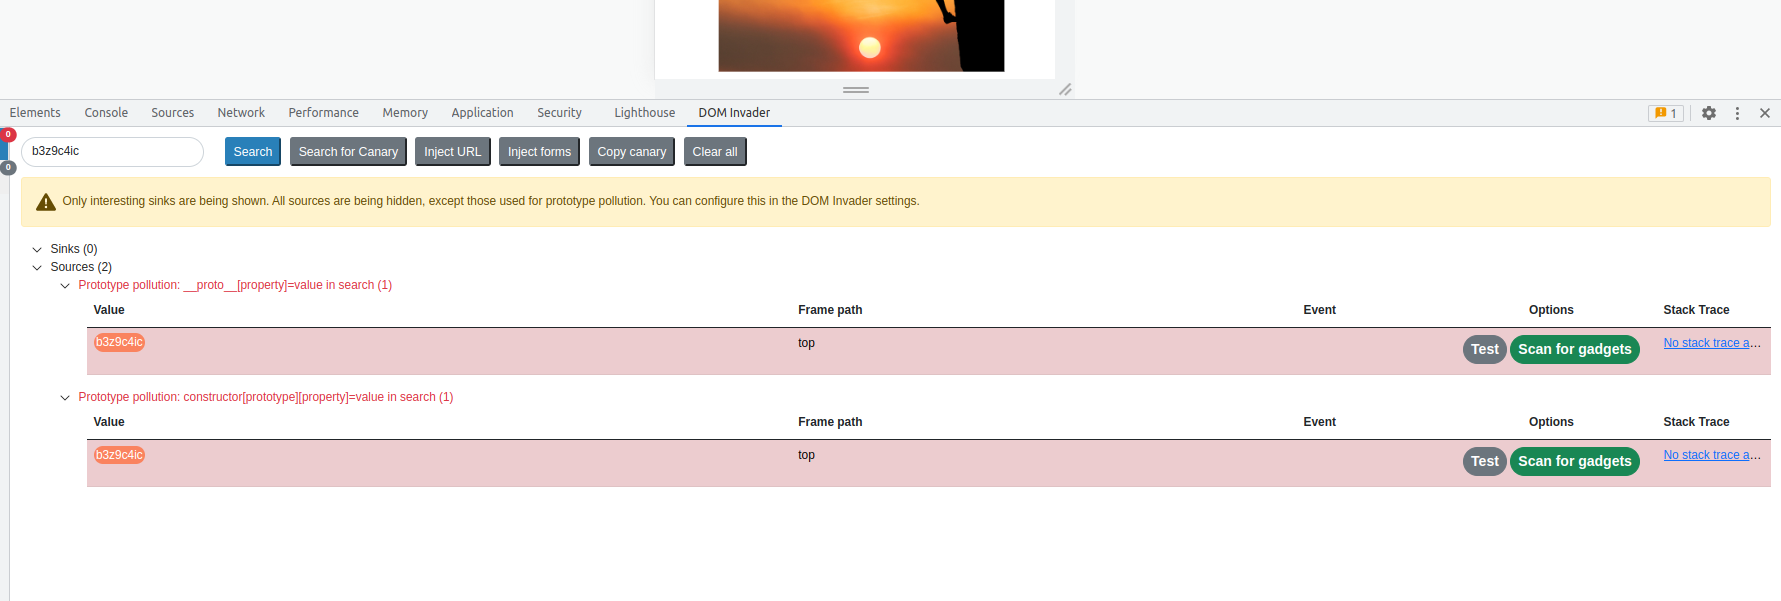 Elements Console Sources Network Performance Memory Application Security Lighthouse DOM Invader 1
0
b3z9c4ic Search Search for Canary Inject URL Inject forms Copy canary Clear all
0
Only interesting sinks are being shown. All sources are being hidden, except those used for prototype pollution. You can configure this in the DOM Invader settings.
Sinks (0)
Sources (2)
Prototype pollution: __proto__[property]=value in search (1)
Value Frame path Event Options Stack Trace
b3z9c4ic top Test Scan for gadgets No stack trace a...
Prototype pollution: constructor[prototype][property]=value in search (1)
Value Frame path Event Options Stack Trace
b3z9c4ic top Test Scan for gadgets No stack trace a...